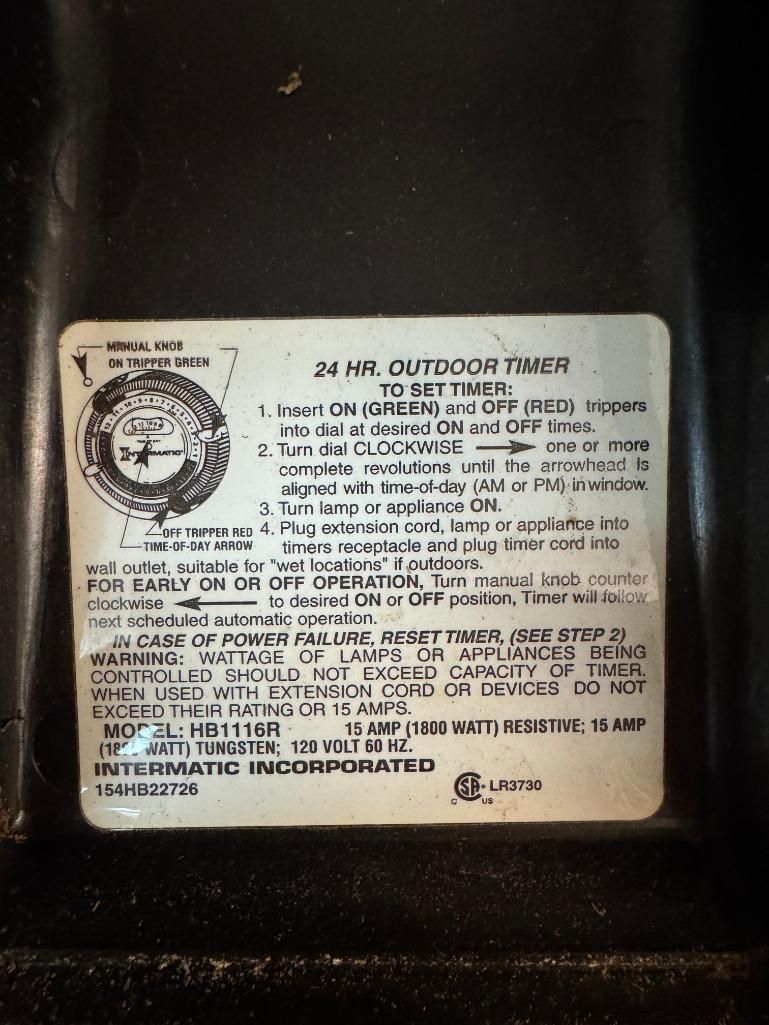 MANUAL KNOB
ON TRIPPER GREEN
INTERMATIC
OFF TRIPPER RED
TIME-OF-DAY ARROW
24 HR. OUTDOOR TIMER
TO SET TIMER:
1. Insert ON (GREEN) and OFF (RED) trippers
into dial at desired ON and OFF times.
2. Turn dial CLOCKWISE → one or more
complete revolutions until the arrowhead is
aligned with time-of-day (AM or PM) in window.
3. Turn lamp or appliance ON.
4. Plug extension cord, lamp or appliance into
timers receptacle and plug timer cord into
wall outlet, suitable for "wet locations" if outdoors.
FOR EARLY ON OR OFF OPERATION, Turn manual knob counter
clockwise ← to desired ON or OFF position, Timer will follow
next scheduled automatic operation.
IN CASE OF POWER FAILURE, RESET TIMER, (SEE STEP 2)
WARNING: WATTAGE OF LAMPS OR APPLIANCES BEING
CONTROLLED SHOULD NOT EXCEED CAPACITY OF TIMER.
WHEN USED WITH EXTENSION CORD OR DEVICES DO NOT
EXCEED THEIR RATING OR 15 AMPS.
MODEL: HB1116R 15 AMP (1800 WATT) RESISTIVE; 15 AMP
WATT) TUNGSTEN; 120 VOLT 60 HZ.
INTERMATIC INCORPORATED
154HB22726
C SA US LR3730